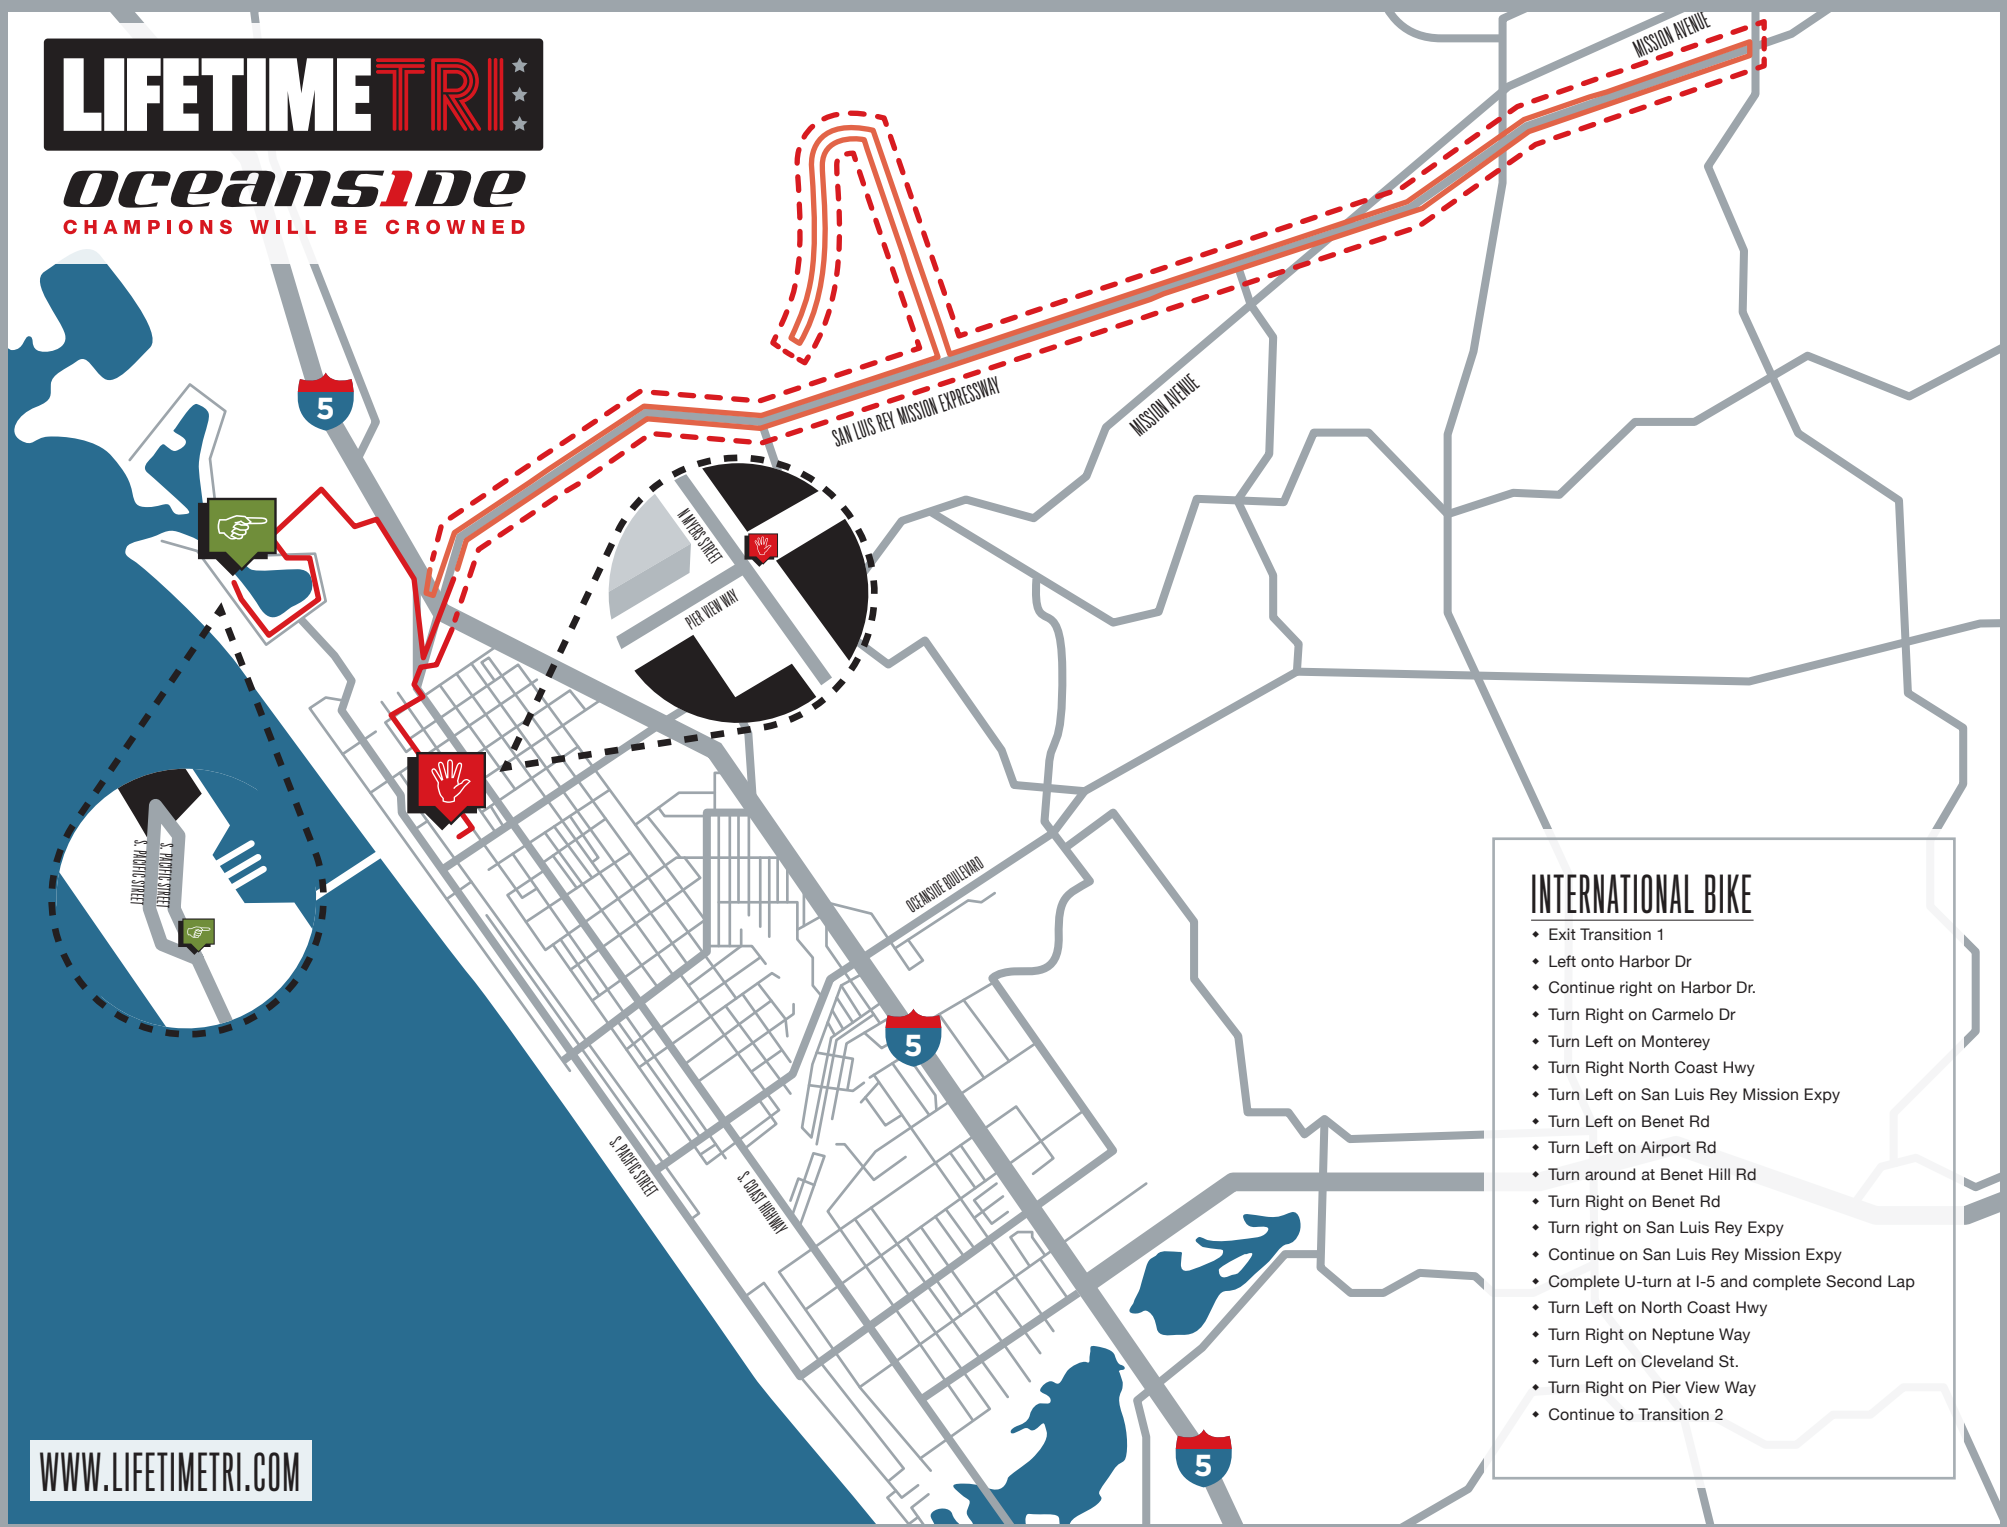 LIFETIMETRI
OCEANSIDE
CHAMPIONS WILL BE CROWNED
MISSION AVENUE
5
SAN LUIS REY MISSION EXPRESSWAY
MISSION AVENUE
N MYERS STREET
PIER VIEW WAY
S. PACIFIC STREET
S. PACIFIC STREET
OCEANSIDE BOULEVARD
5
S. PACIFIC STREET
S. COAST HIGHWAY
5
INTERNATIONAL BIKE
Exit Transition 1
Left onto Harbor Dr
Continue right on Harbor Dr.
Turn Right on Carmelo Dr
Turn Left on Monterey
Turn Right North Coast Hwy
Turn Left on San Luis Rey Mission Expy
Turn Left on Benet Rd
Turn Left on Airport Rd
Turn around at Benet Hill Rd
Turn Right on Benet Rd
Turn right on San Luis Rey Expy
Continue on San Luis Rey Mission Expy
Complete U-turn at I-5 and complete Second Lap
Turn Left on North Coast Hwy
Turn Right on Neptune Way
Turn Left on Cleveland St.
Turn Right on Pier View Way
Continue to Transition 2
WWW.LIFETIMETRI.COM